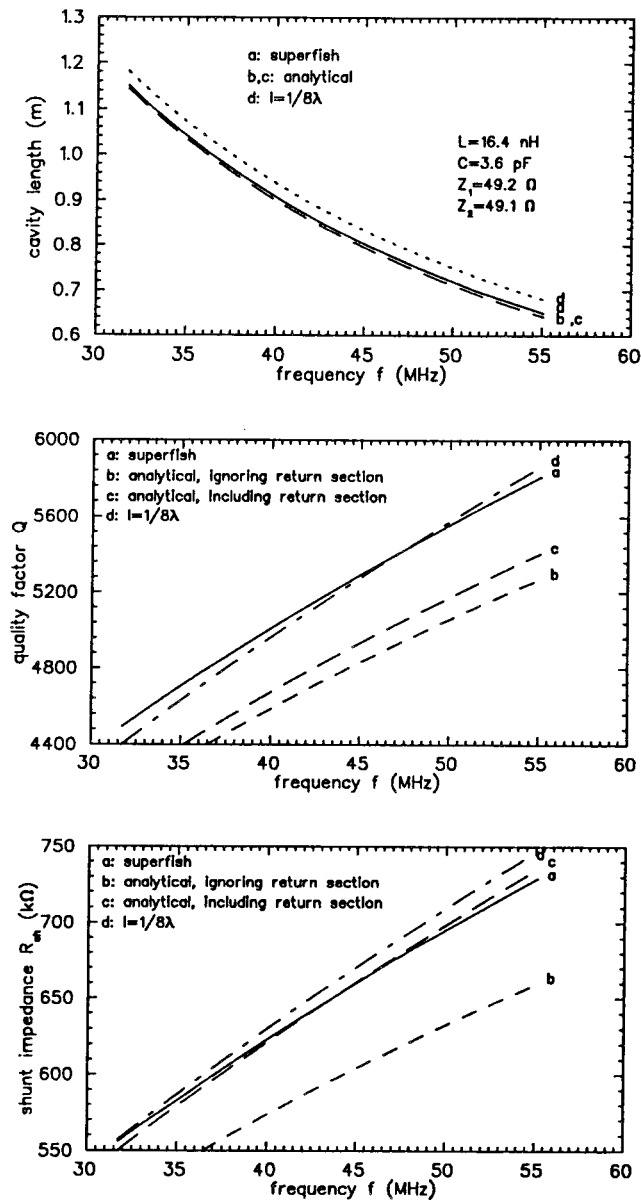 1.3
1.2
1.1
1.0
0.9
0.8
0.7
0.6
cavity length (m)
a: superfish
b,c: analytical
d: l=1/8λ
L=16.4 nH
C=3.6 pF
Z₁=49.2 Ω
Z₂=49.1 Ω
d
d
b ,c
30 35 40 45 50 55 60
frequency f (MHz)
6000
5600
5200
4800
4400
quality factor Q
a: superfish
b: analytical, ignoring return section
c: analytical, including return section
d: l=1/8λ
d
a
c
b
30 35 40 45 50 55 60
frequency f (MHz)
750
700
650
600
550
shunt impedance Rsh (kΩ)
a: superfish
b: analytical, ignoring return section
c: analytical, including return section
d: l=1/8λ
c
a
b
30 35 40 45 50 55 60
frequency f (MHz)